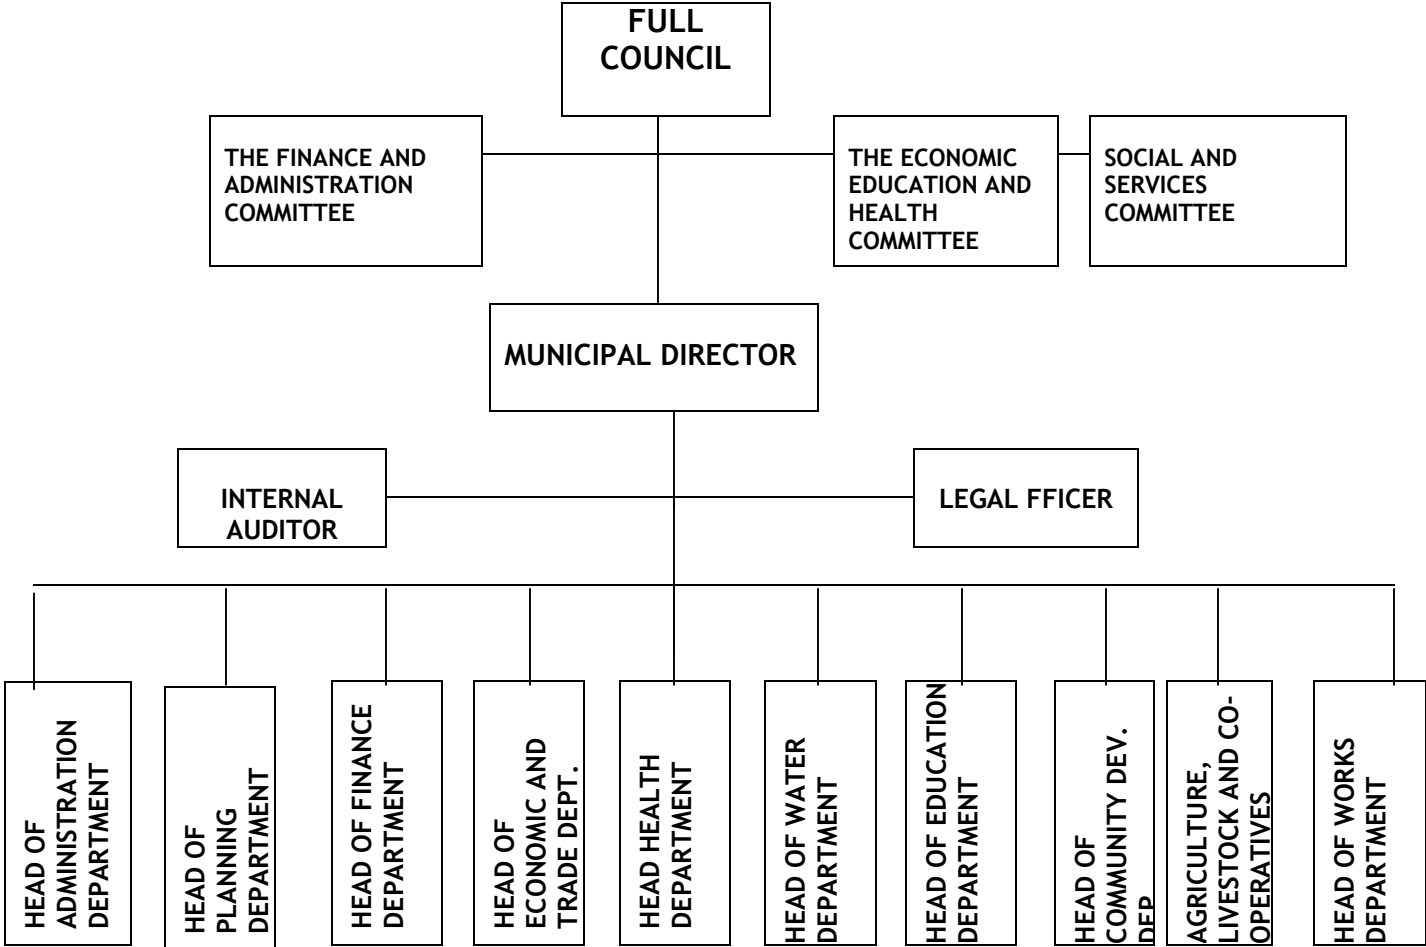 FULL
COUNCIL
THE FINANCE AND
ADMINISTRATION
COMMITTEE
THE ECONOMIC
EDUCATION AND
HEALTH
COMMITTEE
SOCIAL AND
SERVICES
COMMITTEE
MUNICIPAL DIRECTOR
INTERNAL
AUDITOR
LEGAL FFICER
HEAD OF
ADMINISTRATION
DEPARTMENT
HEAD OF
PLANNING
DEPARTMENT
HEAD OF FINANCE
DEPARTMENT
HEAD OF
ECONOMIC AND
TRADE DEPT.
HEAD HEALTH
DEPARTMENT
HEAD OF WATER
DEPARTMENT
HEAD OF EDUCATION
DEPARTMENT
HEAD OF
COMMUNITY DEV.
DEP
AGRICULTURE,
LIVESTOCK AND CO-
OPERATIVES
HEAD OF WORKS
DEPARTMENT